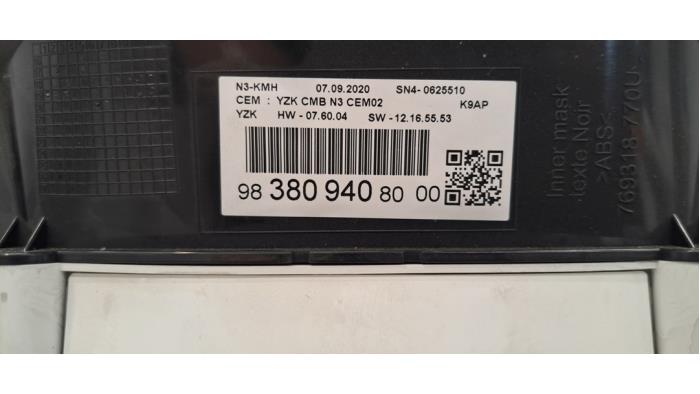 N3-KMH 07.09.2020 SN4- 0625510
CEM : YZK CMB N3 CEM02 K9AP
YZK HW - 07.60.04 SW - 12.16.55.53
98 380 940 80 00
Inner mask
texte Noir
>ABS<
769318-770U